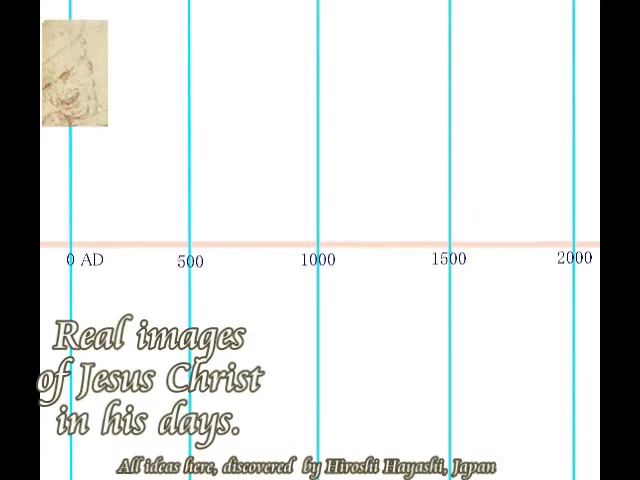 0 AD
500
1000
1500
2000
Real images
of Jesus Christ
in his days.
All ideas here, discovered by Hiroshi Hayashi, Japan